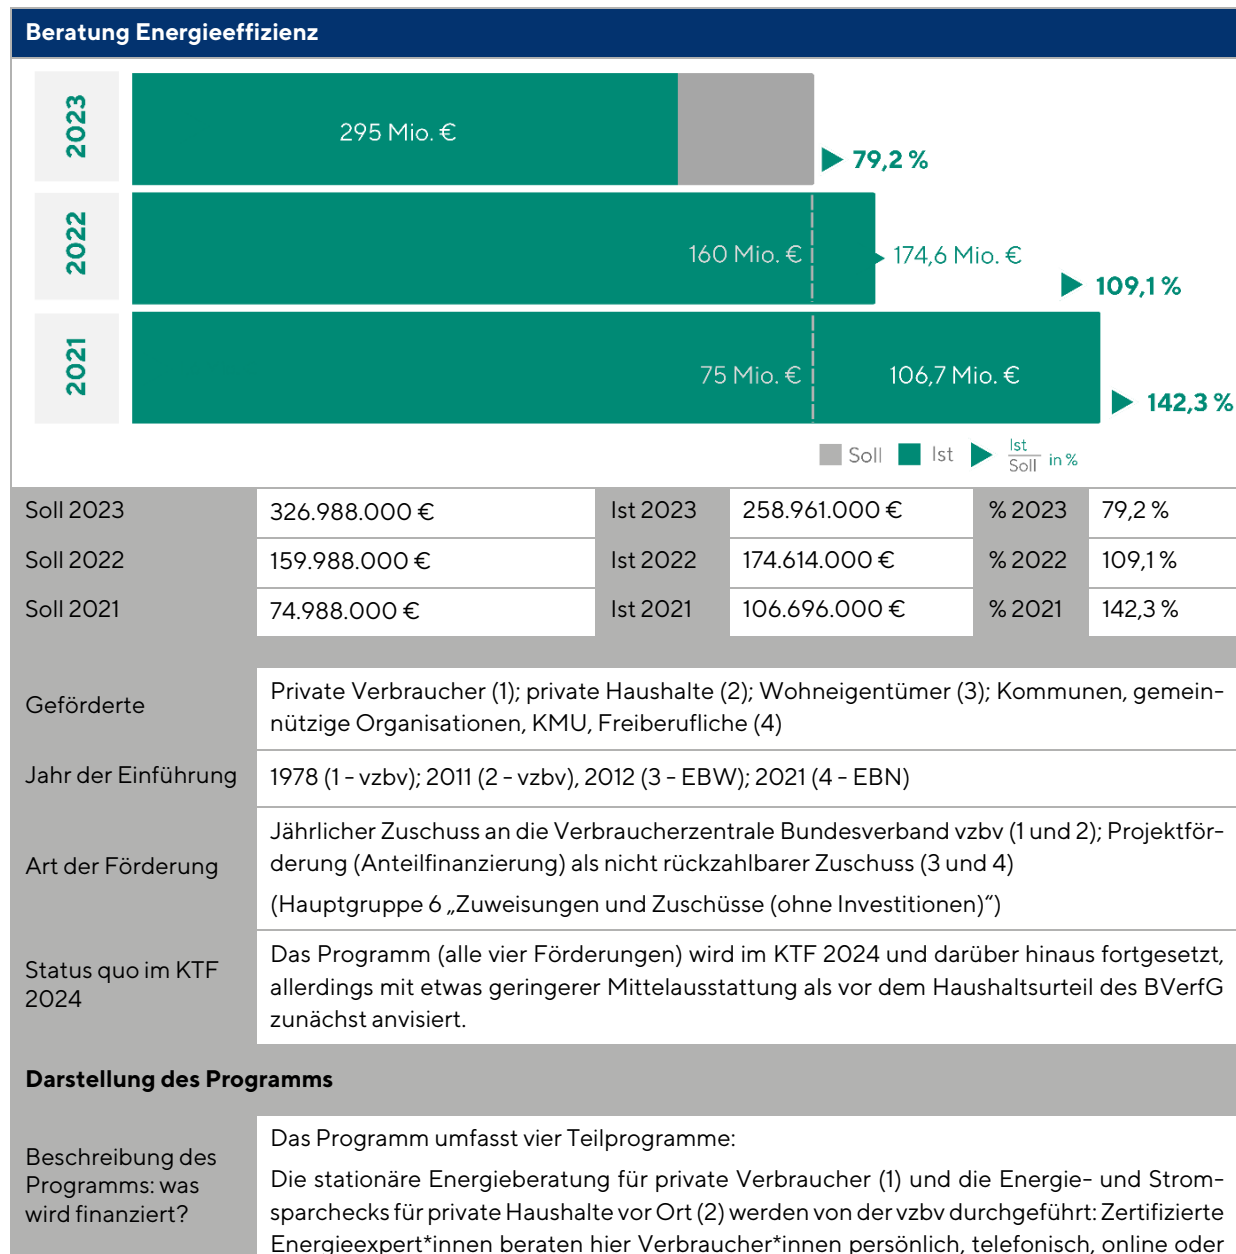 Beratung Energieeffizienz
2023
295 Mio. €
79,2 %
2022
160 Mio. €
174,6 Mio. €
109,1 %
2021
75 Mio. €
106,7 Mio. €
142,3 %
Soll Ist Ist
Soll in %
Soll 2023 326.988.000 € Ist 2023 258.961.000 € % 2023 79,2 %
Soll 2022 159.988.000 € Ist 2022 174.614.000 € % 2022 109,1 %
Soll 2021 74.988.000 € Ist 2021 106.696.000 € % 2021 142,3 %
Geförderte
Private Verbraucher (1); private Haushalte (2); Wohneigentümer (3); Kommunen, gemein-
nützige Organisationen, KMU, Freiberufliche (4)
Jahr der Einführung
1978 (1 - vzbv); 2011 (2 - vzbv), 2012 (3 - EBW); 2021 (4 - EBN)
Art der Förderung
Jährlicher Zuschuss an die Verbraucherzentrale Bundesverband vzbv (1 und 2); Projektför-
derung (Anteilfinanzierung) als nicht rückzahlbarer Zuschuss (3 und 4)
(Hauptgruppe 6 „Zuweisungen und Zuschüsse (ohne Investitionen)“)
Status quo im KTF
2024
Das Programm (alle vier Förderungen) wird im KTF 2024 und darüber hinaus fortgesetzt,
allerdings mit etwas geringerer Mittelausstattung als vor dem Haushaltsurteil des BVerfG
zunächst anvisiert.
Darstellung des Programms
Beschreibung des
Programms: was
wird finanziert?
Das Programm umfasst vier Teilprogramme:
Die stationäre Energieberatung für private Verbraucher (1) und die Energie- und Strom-
sparchecks für private Haushalte vor Ort (2) werden von der vzbv durchgeführt: Zertifizierte
Energieexpert*innen beraten hier Verbraucher*innen persönlich, telefonisch, online oder